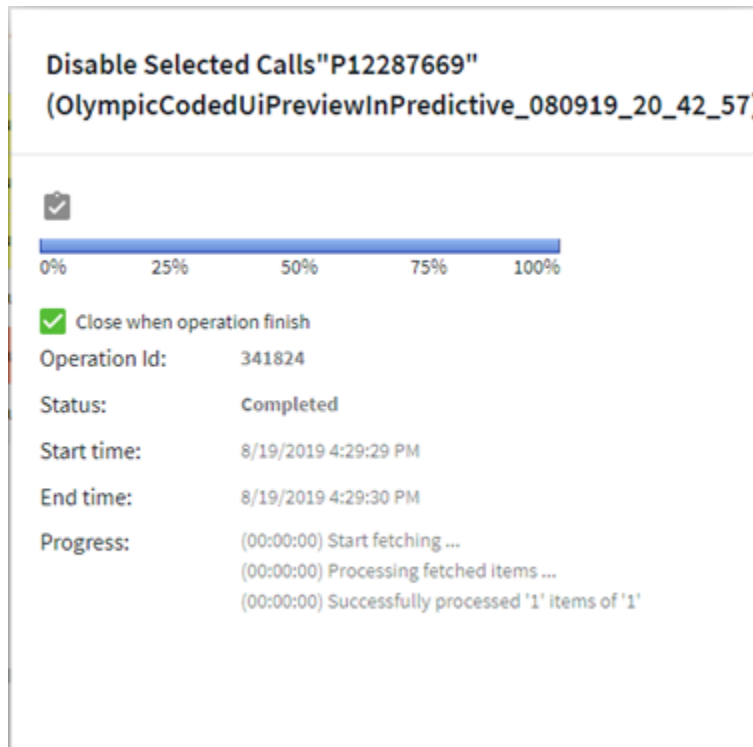 Disable Selected Calls"P12287669"
(OlympicCodedUiPreviewInPredictive_080919_20_42_57)
0% 25% 50% 75% 100%
Close when operation finish
Operation Id: 341824
Status: Completed
Start time: 8/19/2019 4:29:29 PM
End time: 8/19/2019 4:29:30 PM
Progress: (00:00:00) Start fetching ...
(00:00:00) Processing fetched items ...
(00:00:00) Successfully processed '1' items of '1'